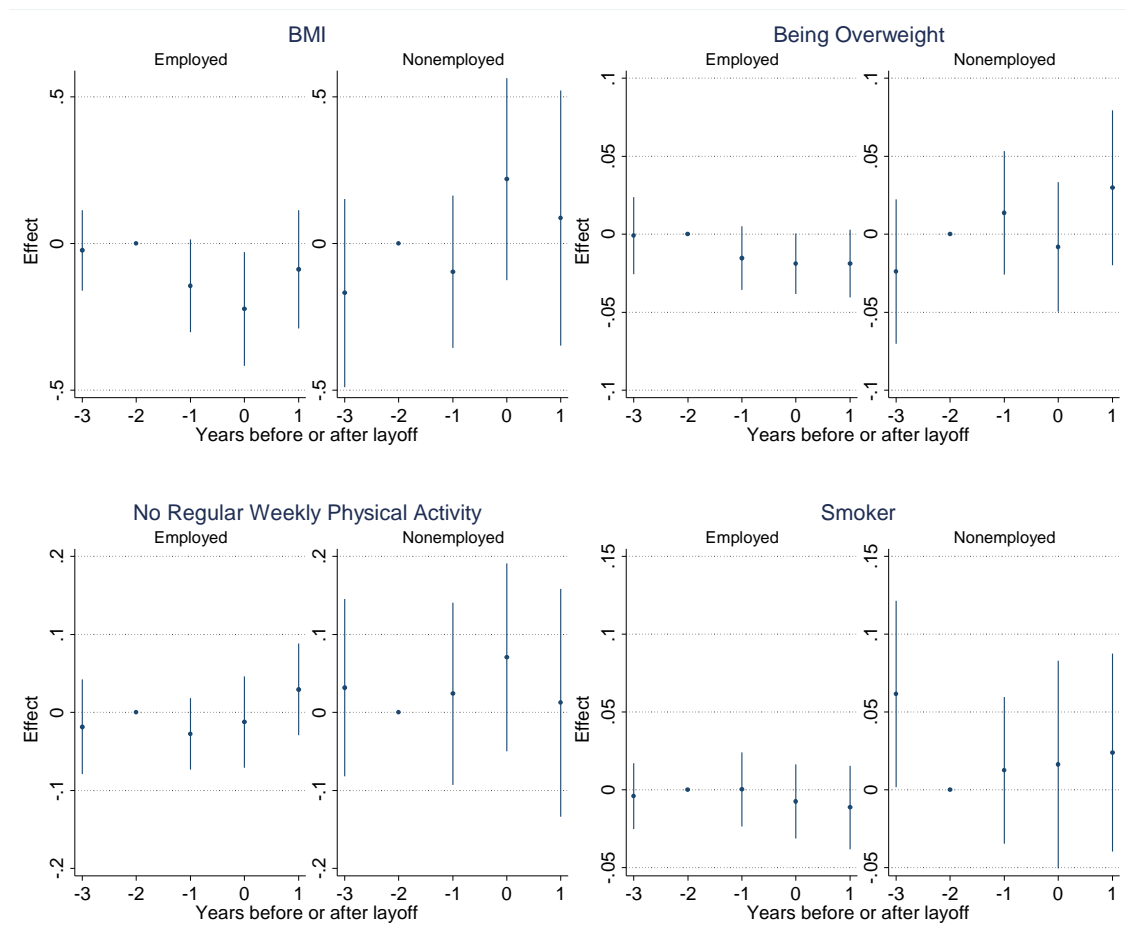 BMI
Employed
Nonemployed
Effect
.5
0
-.5
.5
0
-.5
-3 -2 -1 0 1
-3 -2 -1 0 1
Years before or after layoff
Being Overweight
Employed
Nonemployed
Effect
.1
.05
0
-.05
-.1
.1
.05
0
-.05
-.1
-3 -2 -1 0 1
-3 -2 -1 0 1
Years before or after layoff
No Regular Weekly Physical Activity
Employed
Nonemployed
Effect
.2
.1
0
-.1
-.2
.2
.1
0
-.1
-.2
-3 -2 -1 0 1
-3 -2 -1 0 1
Years before or after layoff
Smoker
Employed
Nonemployed
Effect
.15
.1
.05
0
-.05
.15
.1
.05
0
-.05
-3 -2 -1 0 1
-3 -2 -1 0 1
Years before or after layoff